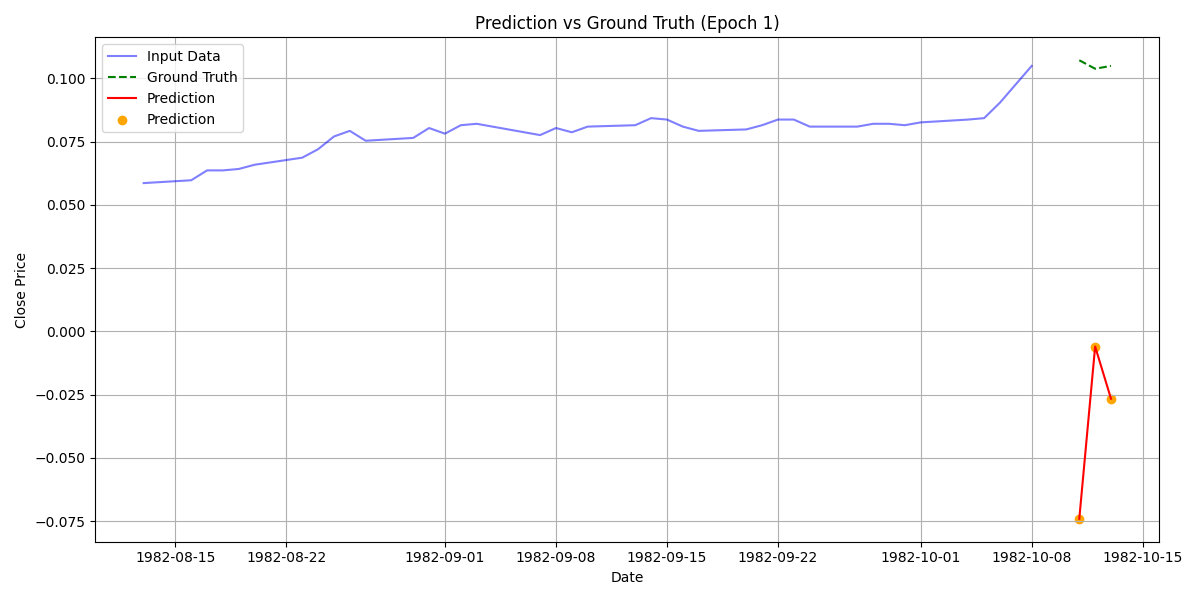 Prediction vs Ground Truth (Epoch 1)
Input Data
Ground Truth
Prediction
Prediction
Close Price
0.100
0.075
0.050
0.025
0.000
−0.025
−0.050
−0.075
1982-08-15
1982-08-22
1982-09-01
1982-09-08
1982-09-15
1982-09-22
1982-10-01
1982-10-08
1982-10-15
Date